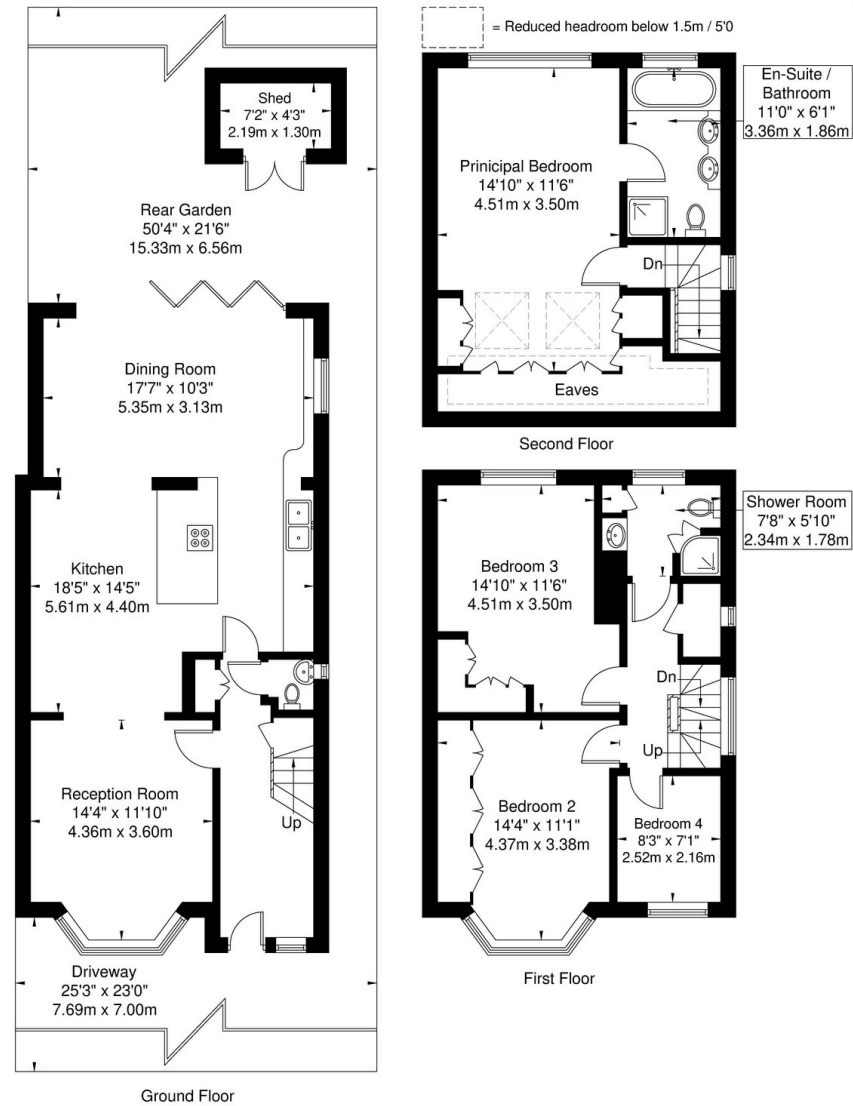 = Reduced headroom below 1.5m / 5'0
Shed
7'2" x 4'3"
2.19m x 1.30m
Rear Garden
50'4" x 21'6"
15.33m x 6.56m
Dining Room
17'7" x 10'3"
5.35m x 3.13m
Kitchen
18'5" x 14'5"
5.61m x 4.40m
Reception Room
14'4" x 11'10"
4.36m x 3.60m
Up
Driveway
25'3" x 23'0"
7.69m x 7.00m
Ground Floor
En-Suite /
Bathroom
11'0" x 6'1"
3.36m x 1.86m
Prinicipal Bedroom
14'10" x 11'6"
4.51m x 3.50m
Dn
Eaves
Second Floor
Shower Room
7'8" x 5'10"
2.34m x 1.78m
Bedroom 3
14'10" x 11'6"
4.51m x 3.50m
Dn
Up
Bedroom 2
14'4" x 11'1"
4.37m x 3.38m
Bedroom 4
8'3" x 7'1"
2.52m x 2.16m
First Floor